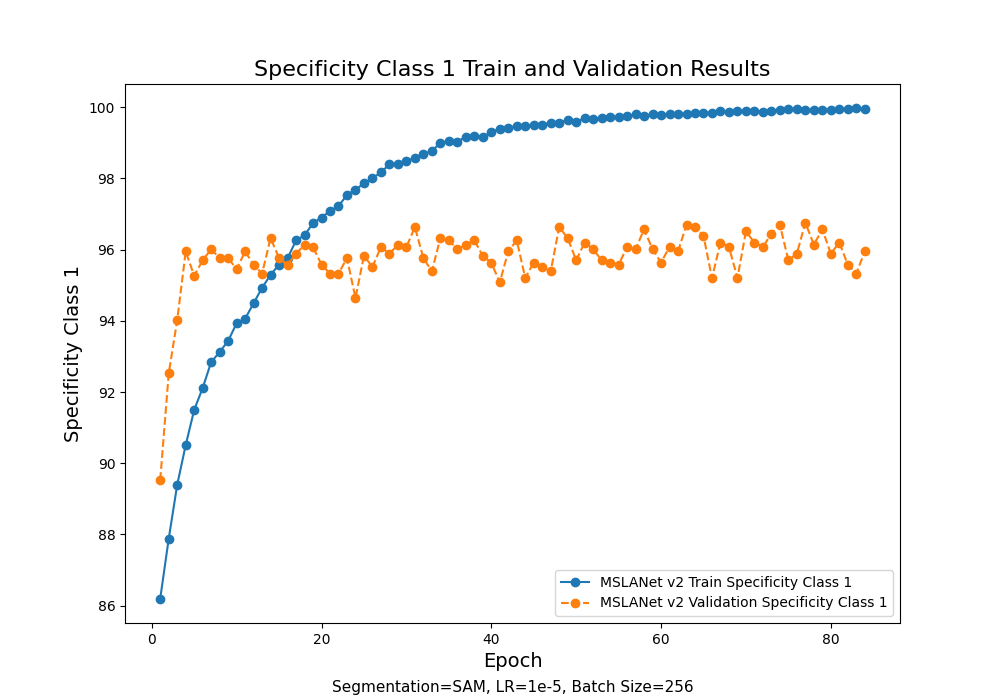 Specificity Class 1 Train and Validation Results
Specificity Class 1
100
98
96
94
92
90
88
86
MSLANet v2 Train Specificity Class 1
MSLANet v2 Validation Specificity Class 1
0 20 40 60 80
Epoch
Segmentation=SAM, LR=1e-5, Batch Size=256